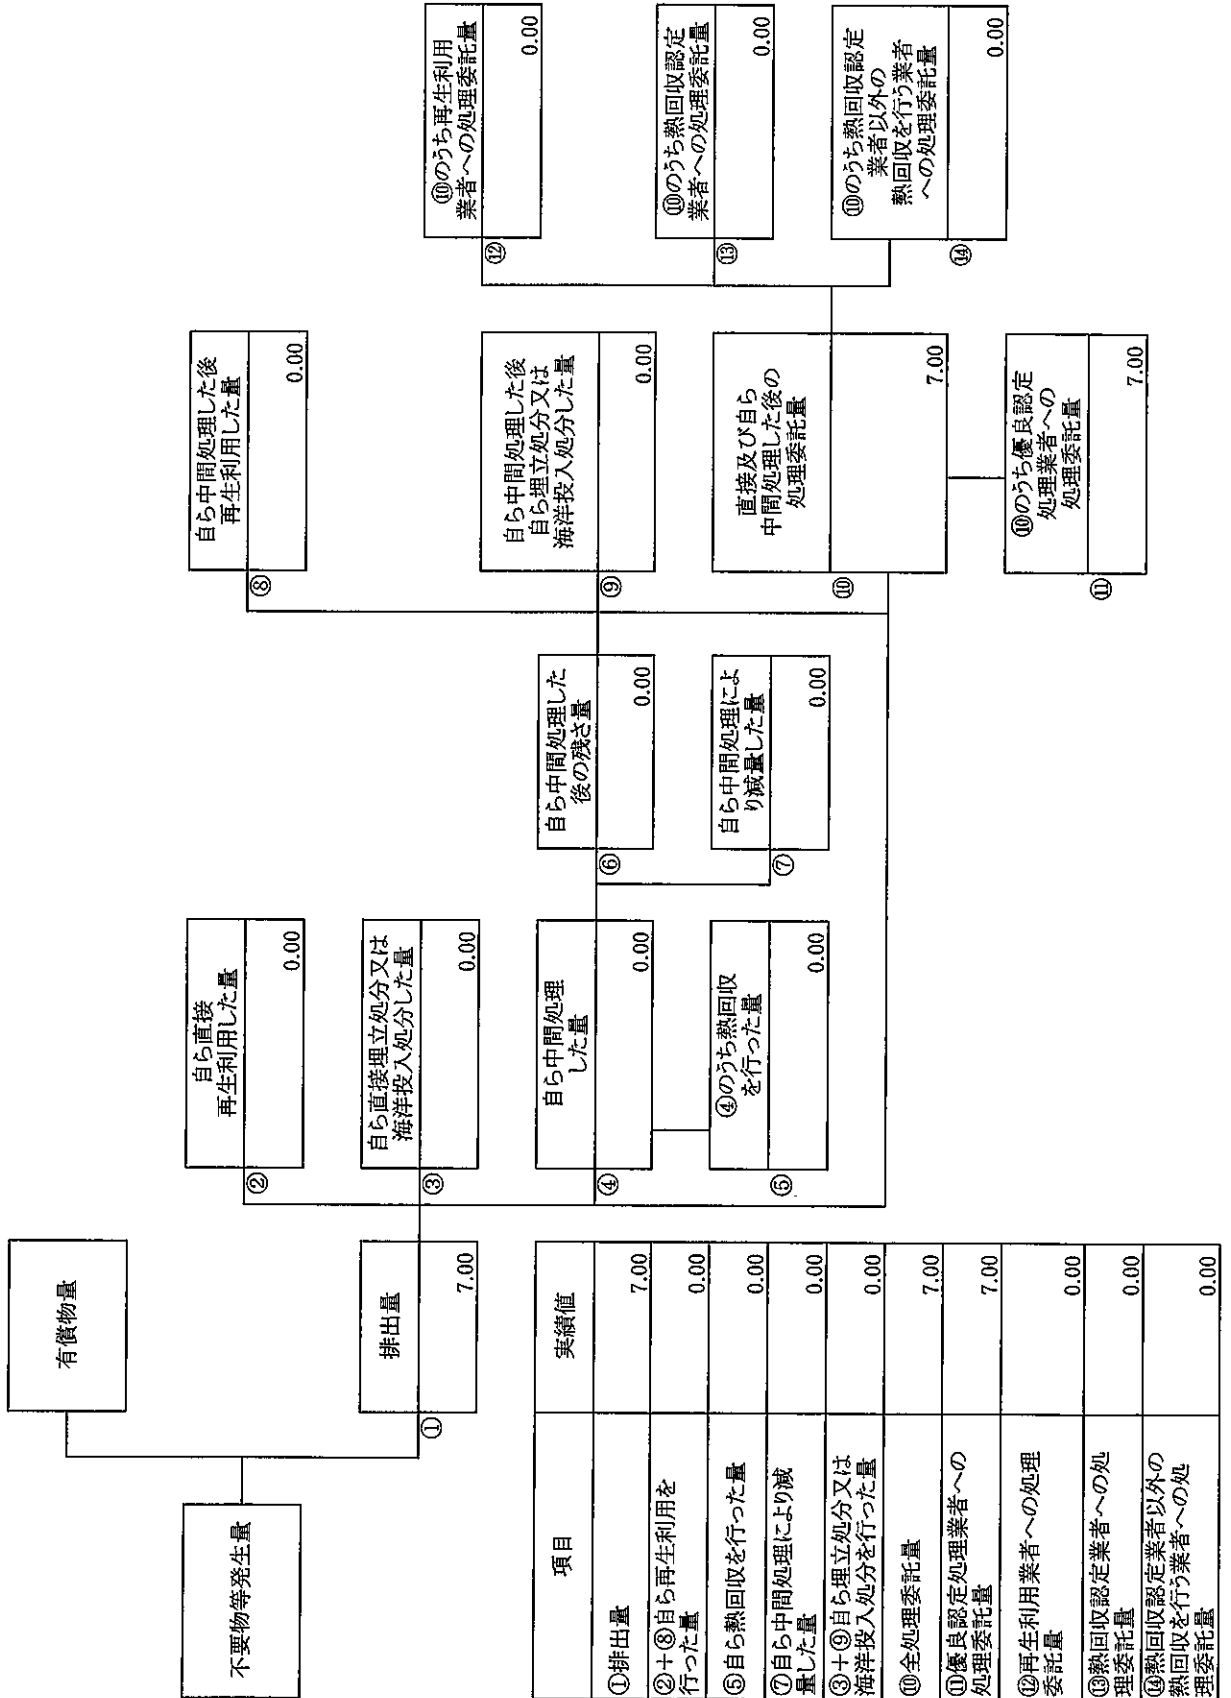 不要物等発生量
有償物量
①
排出量
7.00
②
自ら直接
再生利用した量
0.00
③
自ら直接埋立処分又は
海洋投入処分した量
0.00
④
自ら中間処理
した量
0.00
⑤
④のうち熱回収
を行った量
0.00
⑥
自ら中間処理した
後の残さ量
0.00
⑦
自ら中間処理によ
り減量した量
0.00
⑧
自ら中間処理した後
再生利用した量
0.00
⑨
自ら中間処理した後
自ら埋立処分又は
海洋投入処分した量
0.00
⑩
直接及び自ら
中間処理した後の
処理委託量
7.00
⑪
⑩のうち優良認定
処理業者への
処理委託量
7.00
⑫
⑩のうち再生利用
業者への処理委託量
0.00
⑬
⑩のうち熱回収認定
業者への処理委託量
0.00
⑭
⑩のうち熱回収認定
業者以外の
熱回収を行う業者
への処理委託量
0.00
項目 実績値
①排出量 7.00
②+⑧自ら再生利用を
行った量 0.00
⑤自ら熱回収を行った量 0.00
⑦自ら中間処理により減
量した量 0.00
③+⑨自ら埋立処分又は
海洋投入処分を行った量 0.00
⑩全処理委託量 7.00
⑪優良認定処理業者への
処理委託量 7.00
⑫再生利用業者への処理
委託量 0.00
⑬熱回収認定業者への処
理委託量 0.00
⑭熱回収認定業者以外の
熱回収を行う業者への処
理委託量 0.00